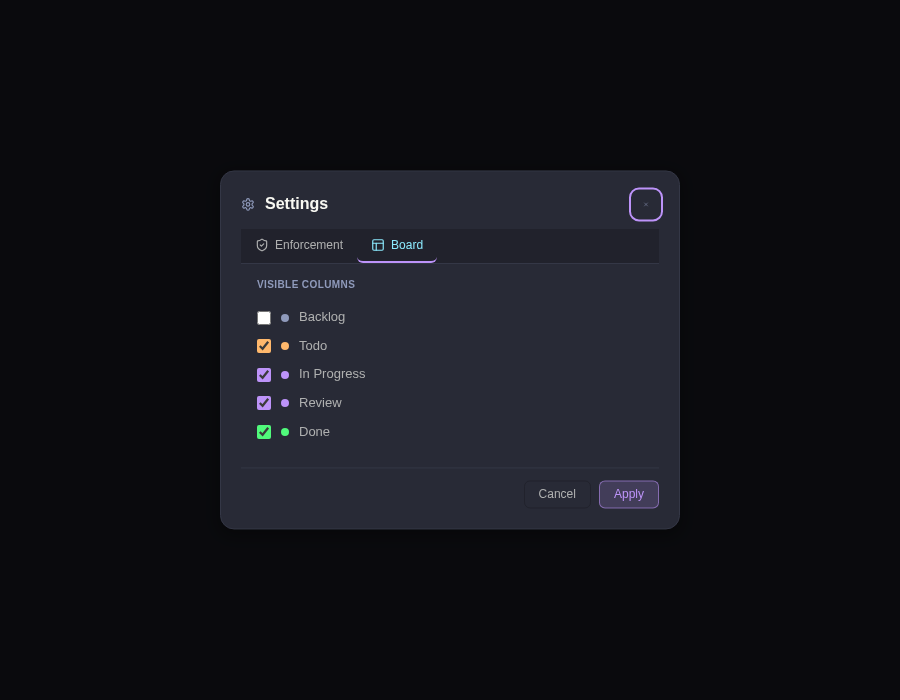 Settings
Enforcement
Board
VISIBLE COLUMNS
Backlog
Todo
In Progress
Review
Done
Cancel
Apply